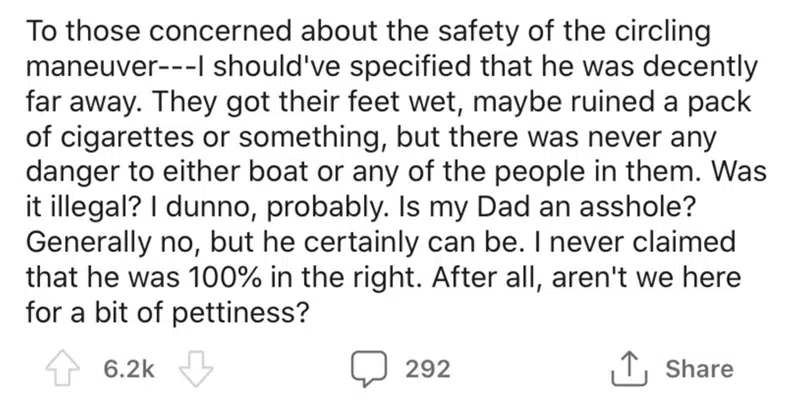 To those concerned about the safety of the circling
maneuver---I should've specified that he was decently
far away. They got their feet wet, maybe ruined a pack
of cigarettes or something, but there was never any
danger to either boat or any of the people in them. Was
it illegal? I dunno, probably. Is my Dad an asshole?
Generally no, but he certainly can be. I never claimed
that he was 100% in the right. After all, aren't we here
for a bit of pettiness?
6.2k 292 Share